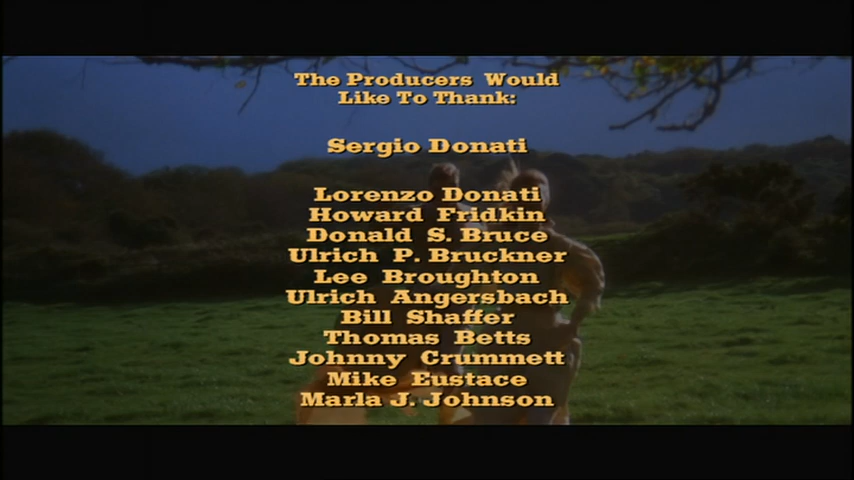 The Producers Would
Like To Thank:
Sergio Donati
Lorenzo Donati
Howard Fridkin
Donald S. Bruce
Ulrich P. Bruckner
Lee Broughton
Ulrich Angersbach
Bill Shaffer
Thomas Betts
Johnny Crummett
Mike Eustace
Marla J. Johnson